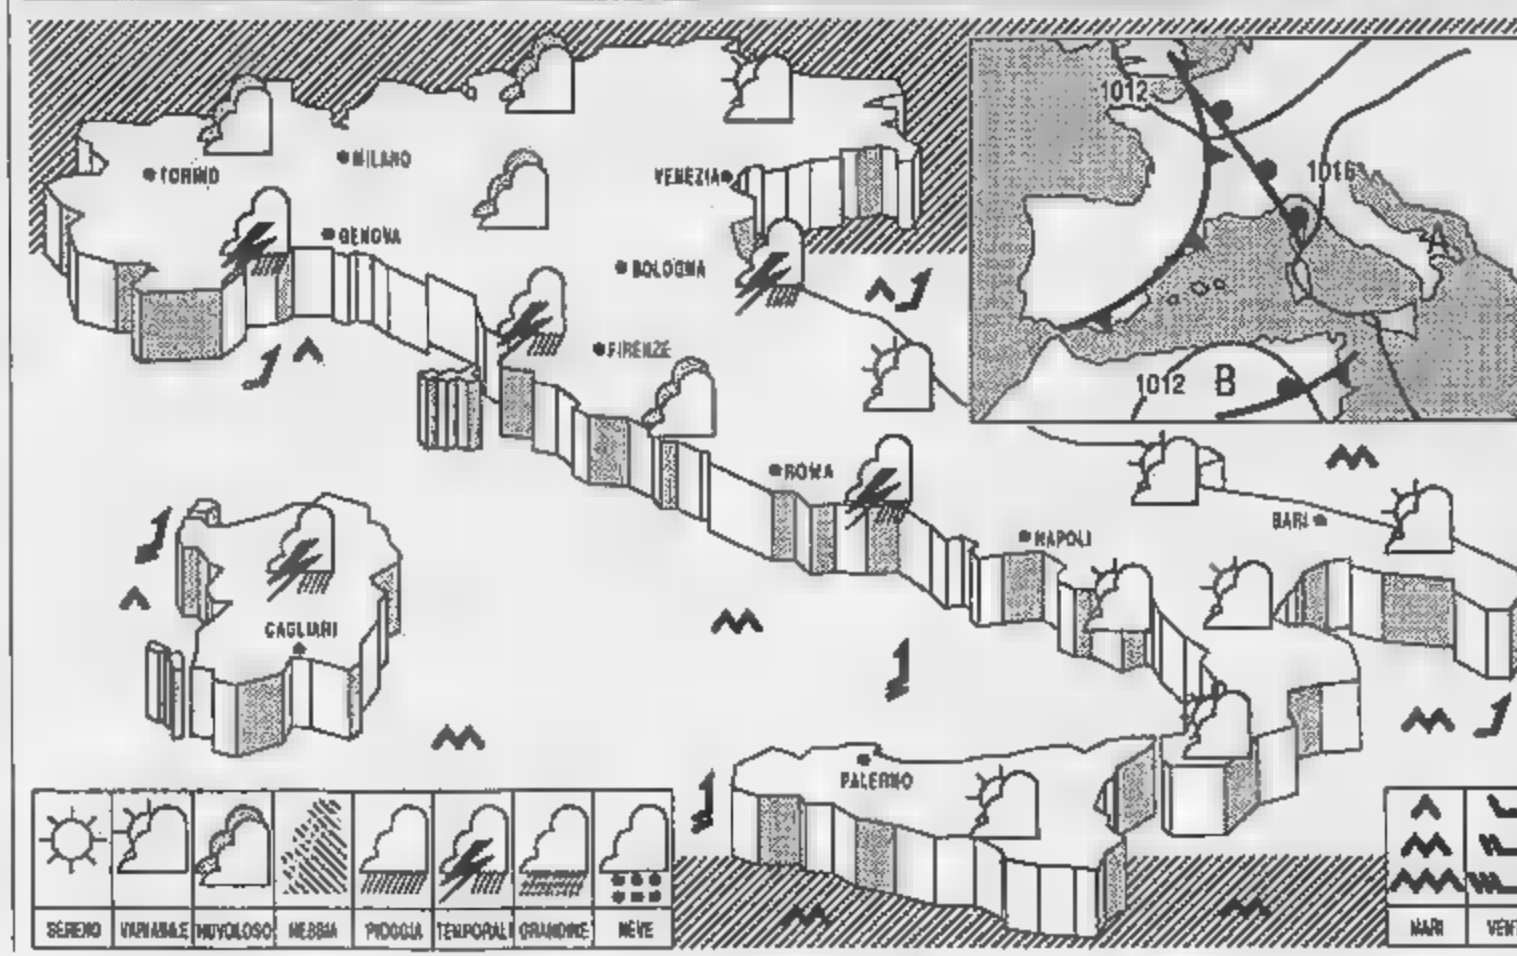 1012
TORINO
MILANO
VENEZIA
1016
GENOVA
BOLOGNA
A
FIRENZE
1012 B
ROMA
BARI
NAPOLI
CAGLIARI
PALERMO
SERENO VARIABILE NUVOLOSO NEBBIA PIOGGIA TEMPORALI GRANDINE NEVE
MARI VENT